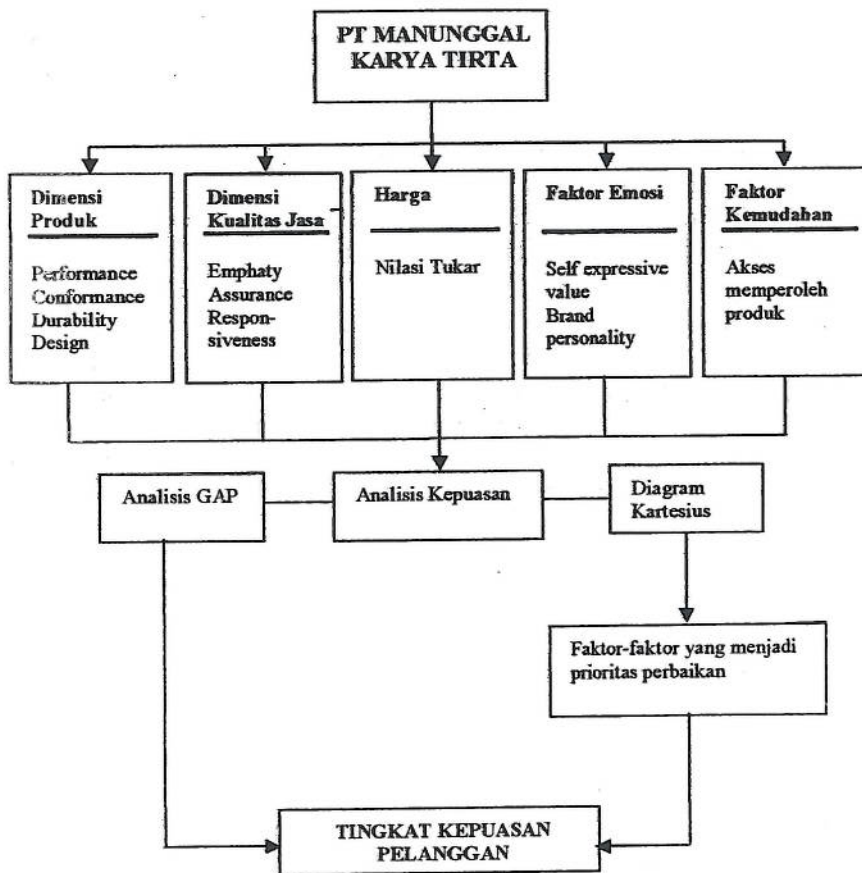 PT MANUNGGAL
KARYA TIRTA
Dimensi
Produk
Performance
Conformance
Durability
Design
Dimensi
Kualitas Jasa
Emphaty
Assurance
Respon-
siveness
Harga
Nilasi Tukar
Faktor Emosi
Self expressive
value
Brand
personality
Faktor
Kemudahan
Akses
memperoleh
produk
Analisis GAP
Analisis Kepuasan
Diagram
Kartesius
Faktor-faktor yang menjadi
prioritas perbaikan
TINGKAT KEPUASAN
PELANGGAN